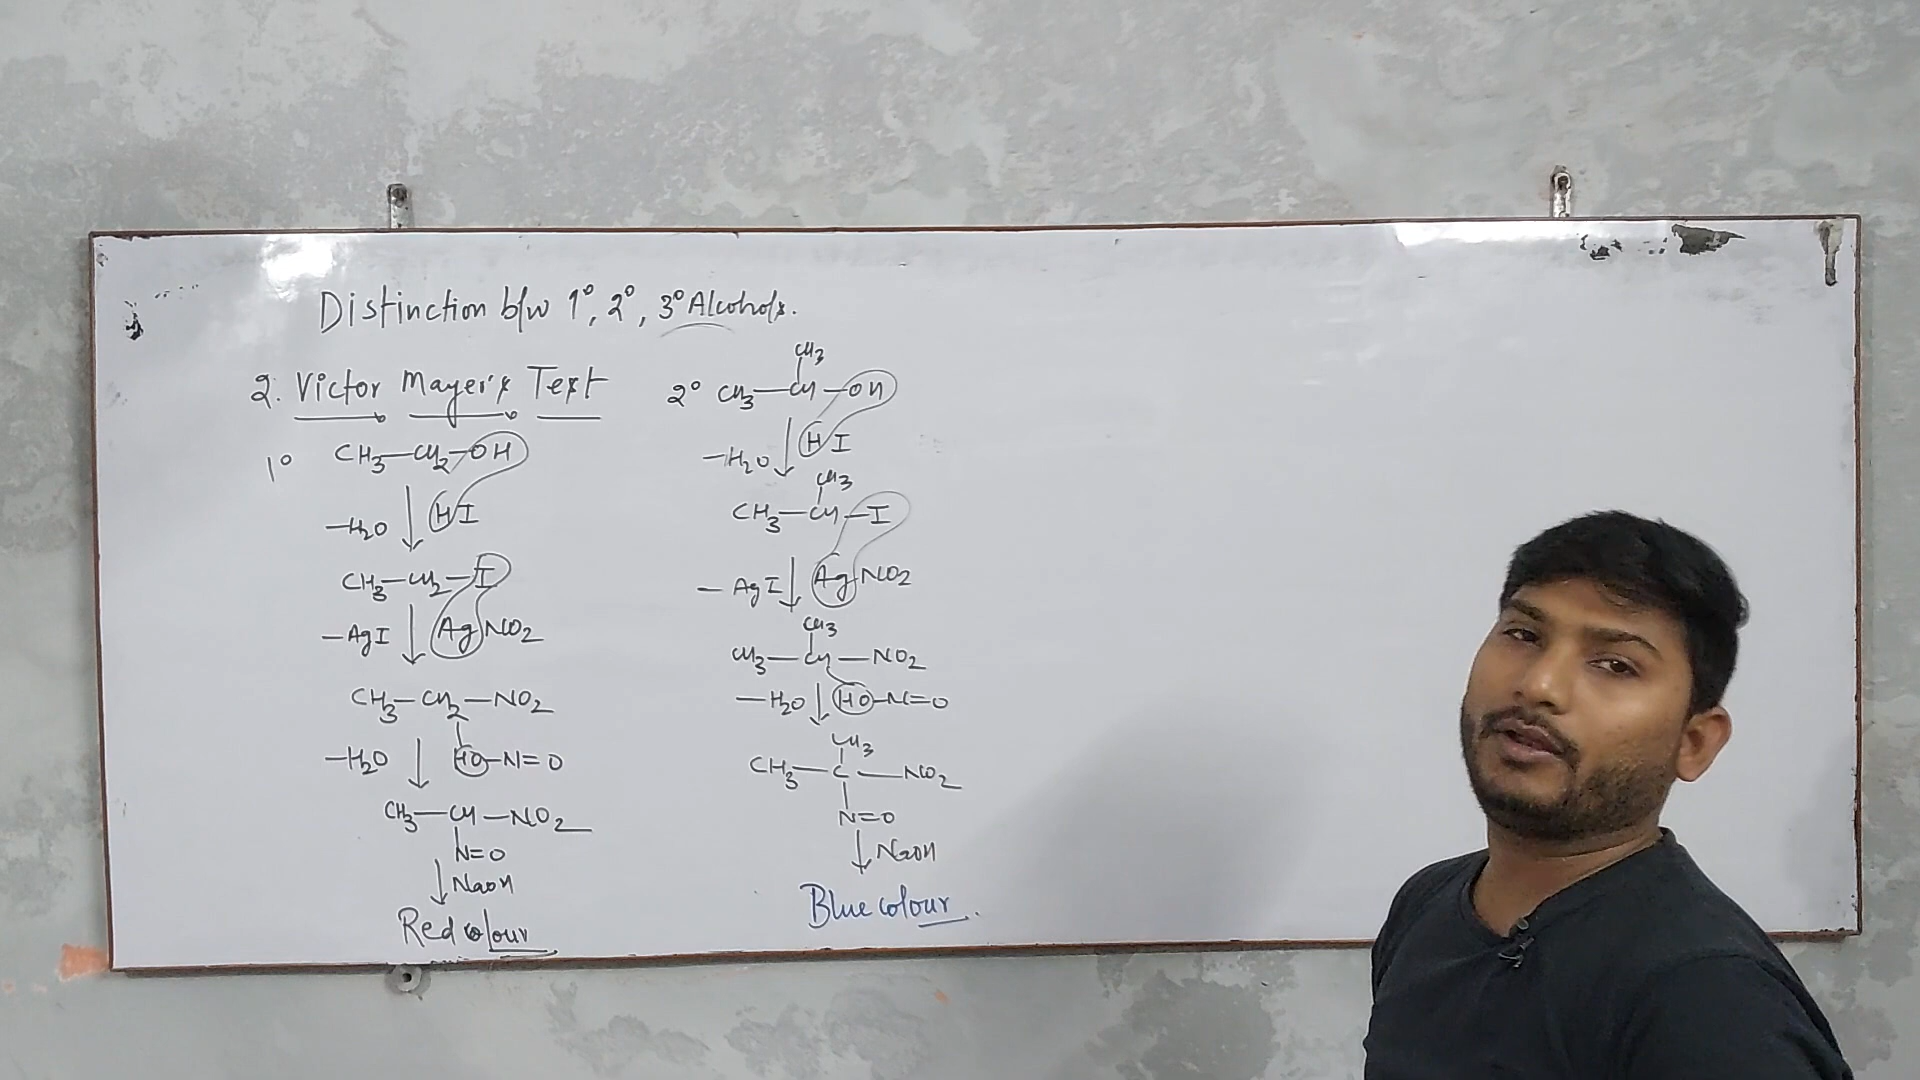 Distinction b/w 1°, 2°, 3° Alcohols.
2. Victor Mayer's Test
1° CH3—CH2—OH
—H2O HI
CH3—CH2—I
—AgI AgNO2
CH3—CH2—NO2
—H2O HO—N=O
CH3—CH—NO2
N=O
NaOH
Red colour
CH3
2° CH3—CH—OH
—H2O HI
CH3
CH3—CH—I
—AgI AgNO2
CH3
CH3—CH—NO2
—H2O HO—N=O
CH3
CH3—C—NO2
N=O
NaOH
Blue colour.